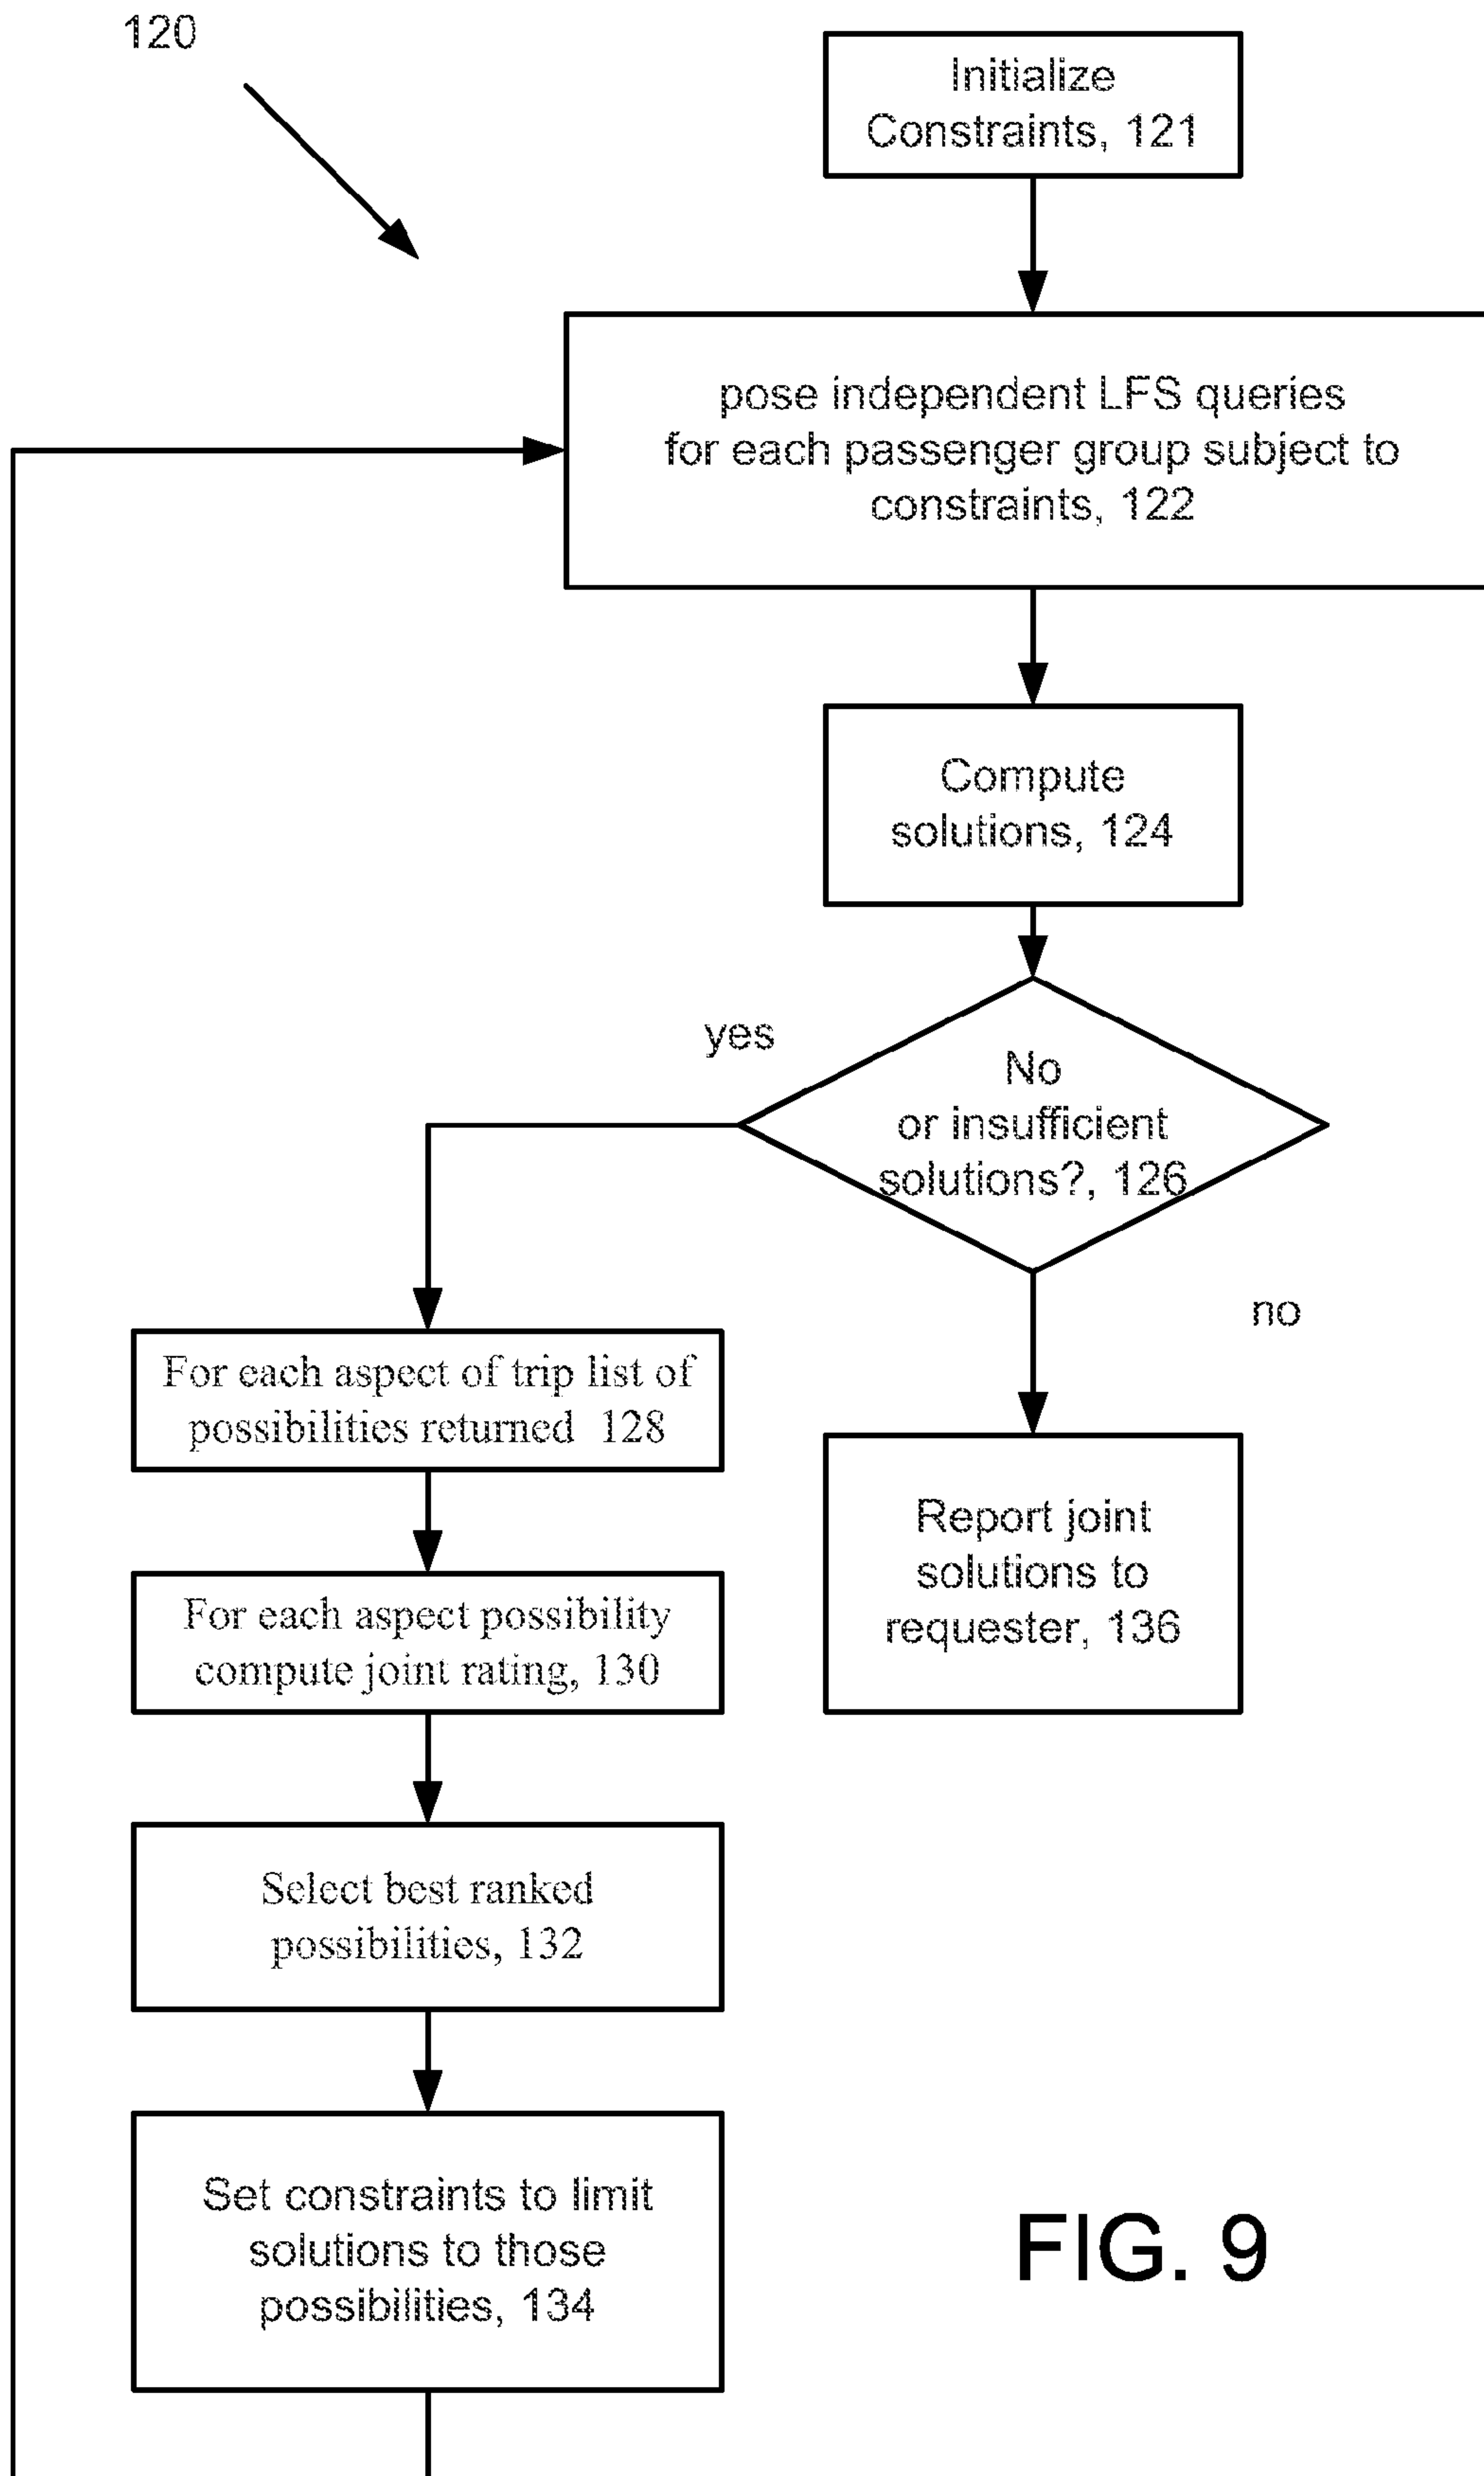 120
Initialize
Constraints, 121
pose independent LFS queries
for each passenger group subject to
constraints, 122
Compute
solutions, 124
yes
No
or insufficient
solutions?, 126
no
For each aspect of trip list of
possibilities returned 128
Report joint
solutions to
requester, 136
For each aspect possibility
compute joint rating, 130
Select best ranked
possibilities, 132
Set constraints to limit
solutions to those
possibilities, 134
FIG. 9